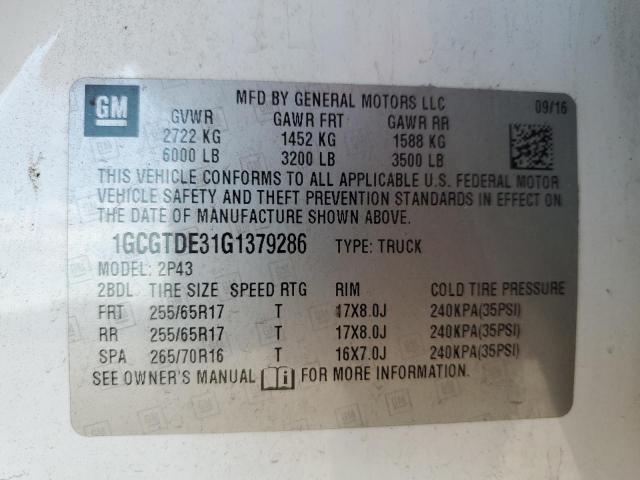 GM MFD BY GENERAL MOTORS LLC 09/16
GVWR GAWR FRT GAWR RR
2722 KG 1452 KG 1588 KG
6000 LB 3200 LB 3500 LB
THIS VEHICLE CONFORMS TO ALL APPLICABLE U.S. FEDERAL MOTOR
VEHICLE SAFETY AND THEFT PREVENTION STANDARDS IN EFFECT ON THE
DATE OF MANUFACTURE SHOWN ABOVE.
1GCGTDE31G1379286 TYPE: TRUCK
MODEL: 2P43
2BDL TIRE SIZE SPEED RTG RIM COLD TIRE PRESSURE
FRT 255/65R17 T 17X8.0J 240KPA(35PSI)
RR 255/65R17 T 17X8.0J 240KPA(35PSI)
SPA 265/70R16 T 16X7.0J 240KPA(35PSI)
SEE OWNER'S MANUAL FOR MORE INFORMATION.